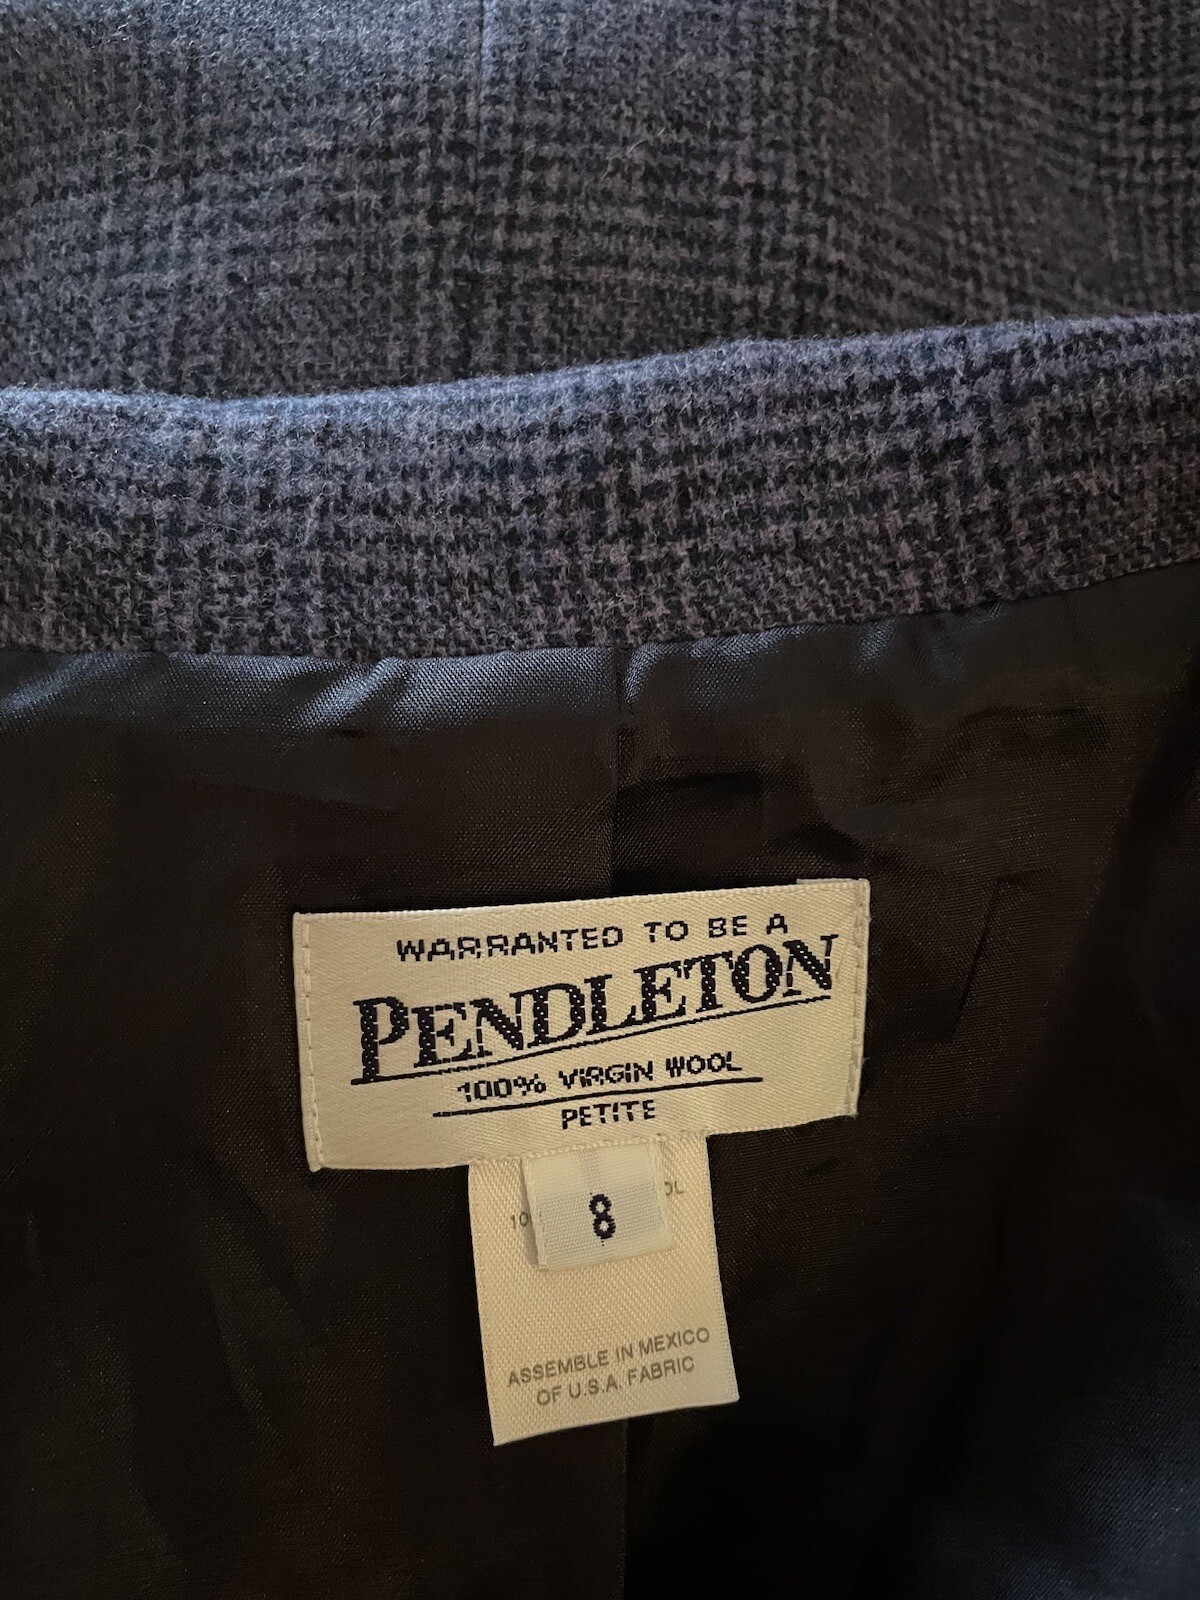 WARRANTED TO BE A
PENDLETON
100% VIRGIN WOOL
PETITE
8
ASSEMBLE IN MEXICO
OF U.S.A. FABRIC